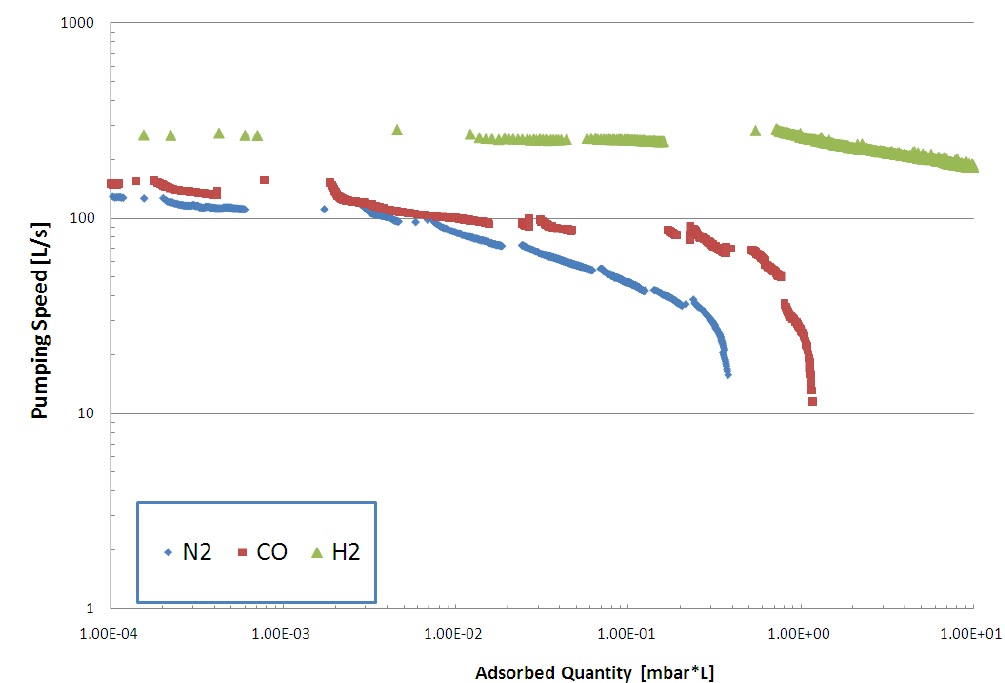 1000
100
10
1
Pumping Speed [L/s]
N2 CO H2
1.00E-04 1.00E-03 1.00E-02 1.00E-01 1.00E+00 1.00E+01
Adsorbed Quantity [mbar*L]